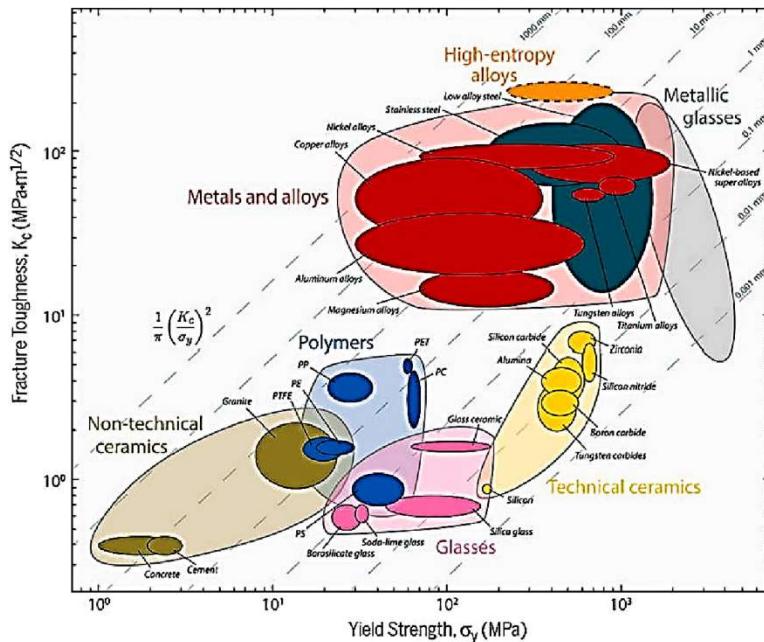 1000 mm
100 mm
10 mm
1 mm
0.1 mm
0.01 mm
0.001 mm
High-entropy
alloys
Low alloy steel
Stainless steel
Metallic
glasses
Nickel alloys
Copper alloys
Metals and alloys
Nickel-based
super alloys
Aluminum alloys
Magnesium alloys
Tungsten alloys
Titanium alloys
Fracture Toughness, K_c (MPa·m^1/2)
10²
10¹
10⁰
1/π (K_c/σ_y)²
Polymers
PET
PP
PC
PE
PTFE
Granite
Non-technical
ceramics
Silicon carbide
Zirconia
Alumina
Silicon nitride
Glass ceramic
Boron carbide
Tungsten carbides
Silicon
Technical ceramics
PS
Soda-lime glass
Silica glass
Borosilicate glass
Glasses
Concrete
Cement
10⁰
10¹
10²
10³
Yield Strength, σ_y (MPa)